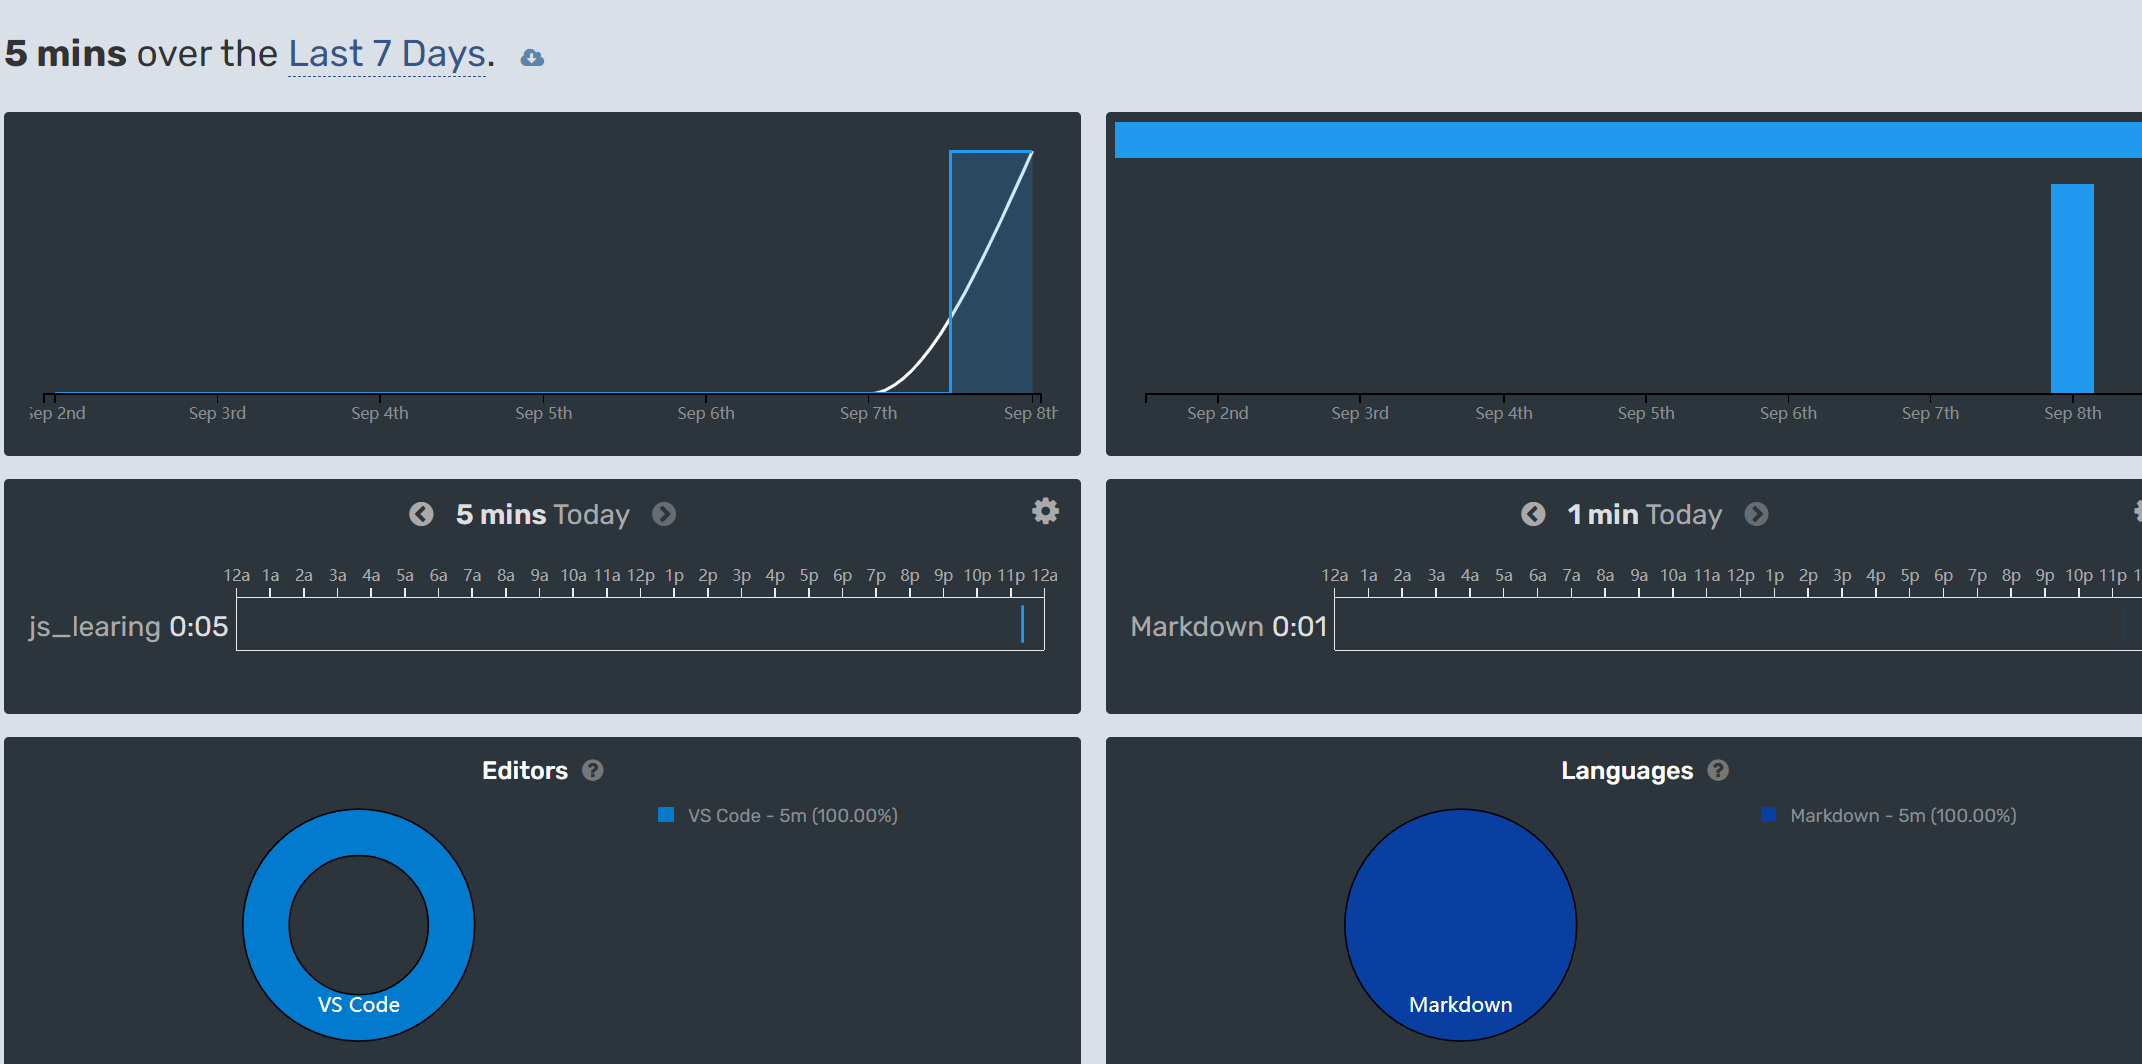 5 mins over the Last 7 Days.
Sep 2nd Sep 3rd Sep 4th Sep 5th Sep 6th Sep 7th Sep 8th
Sep 2nd Sep 3rd Sep 4th Sep 5th Sep 6th Sep 7th Sep 8th
5 mins Today
12a 1a 2a 3a 4a 5a 6a 7a 8a 9a 10a 11a 12p 1p 2p 3p 4p 5p 6p 7p 8p 9p 10p 11p 12a
js_learing 0:05
1 min Today
12a 1a 2a 3a 4a 5a 6a 7a 8a 9a 10a 11a 12p 1p 2p 3p 4p 5p 6p 7p 8p 9p 10p 11p 1
Markdown 0:01
Editors ?
VS Code - 5m (100.00%)
VS Code
Languages ?
Markdown - 5m (100.00%)
Markdown